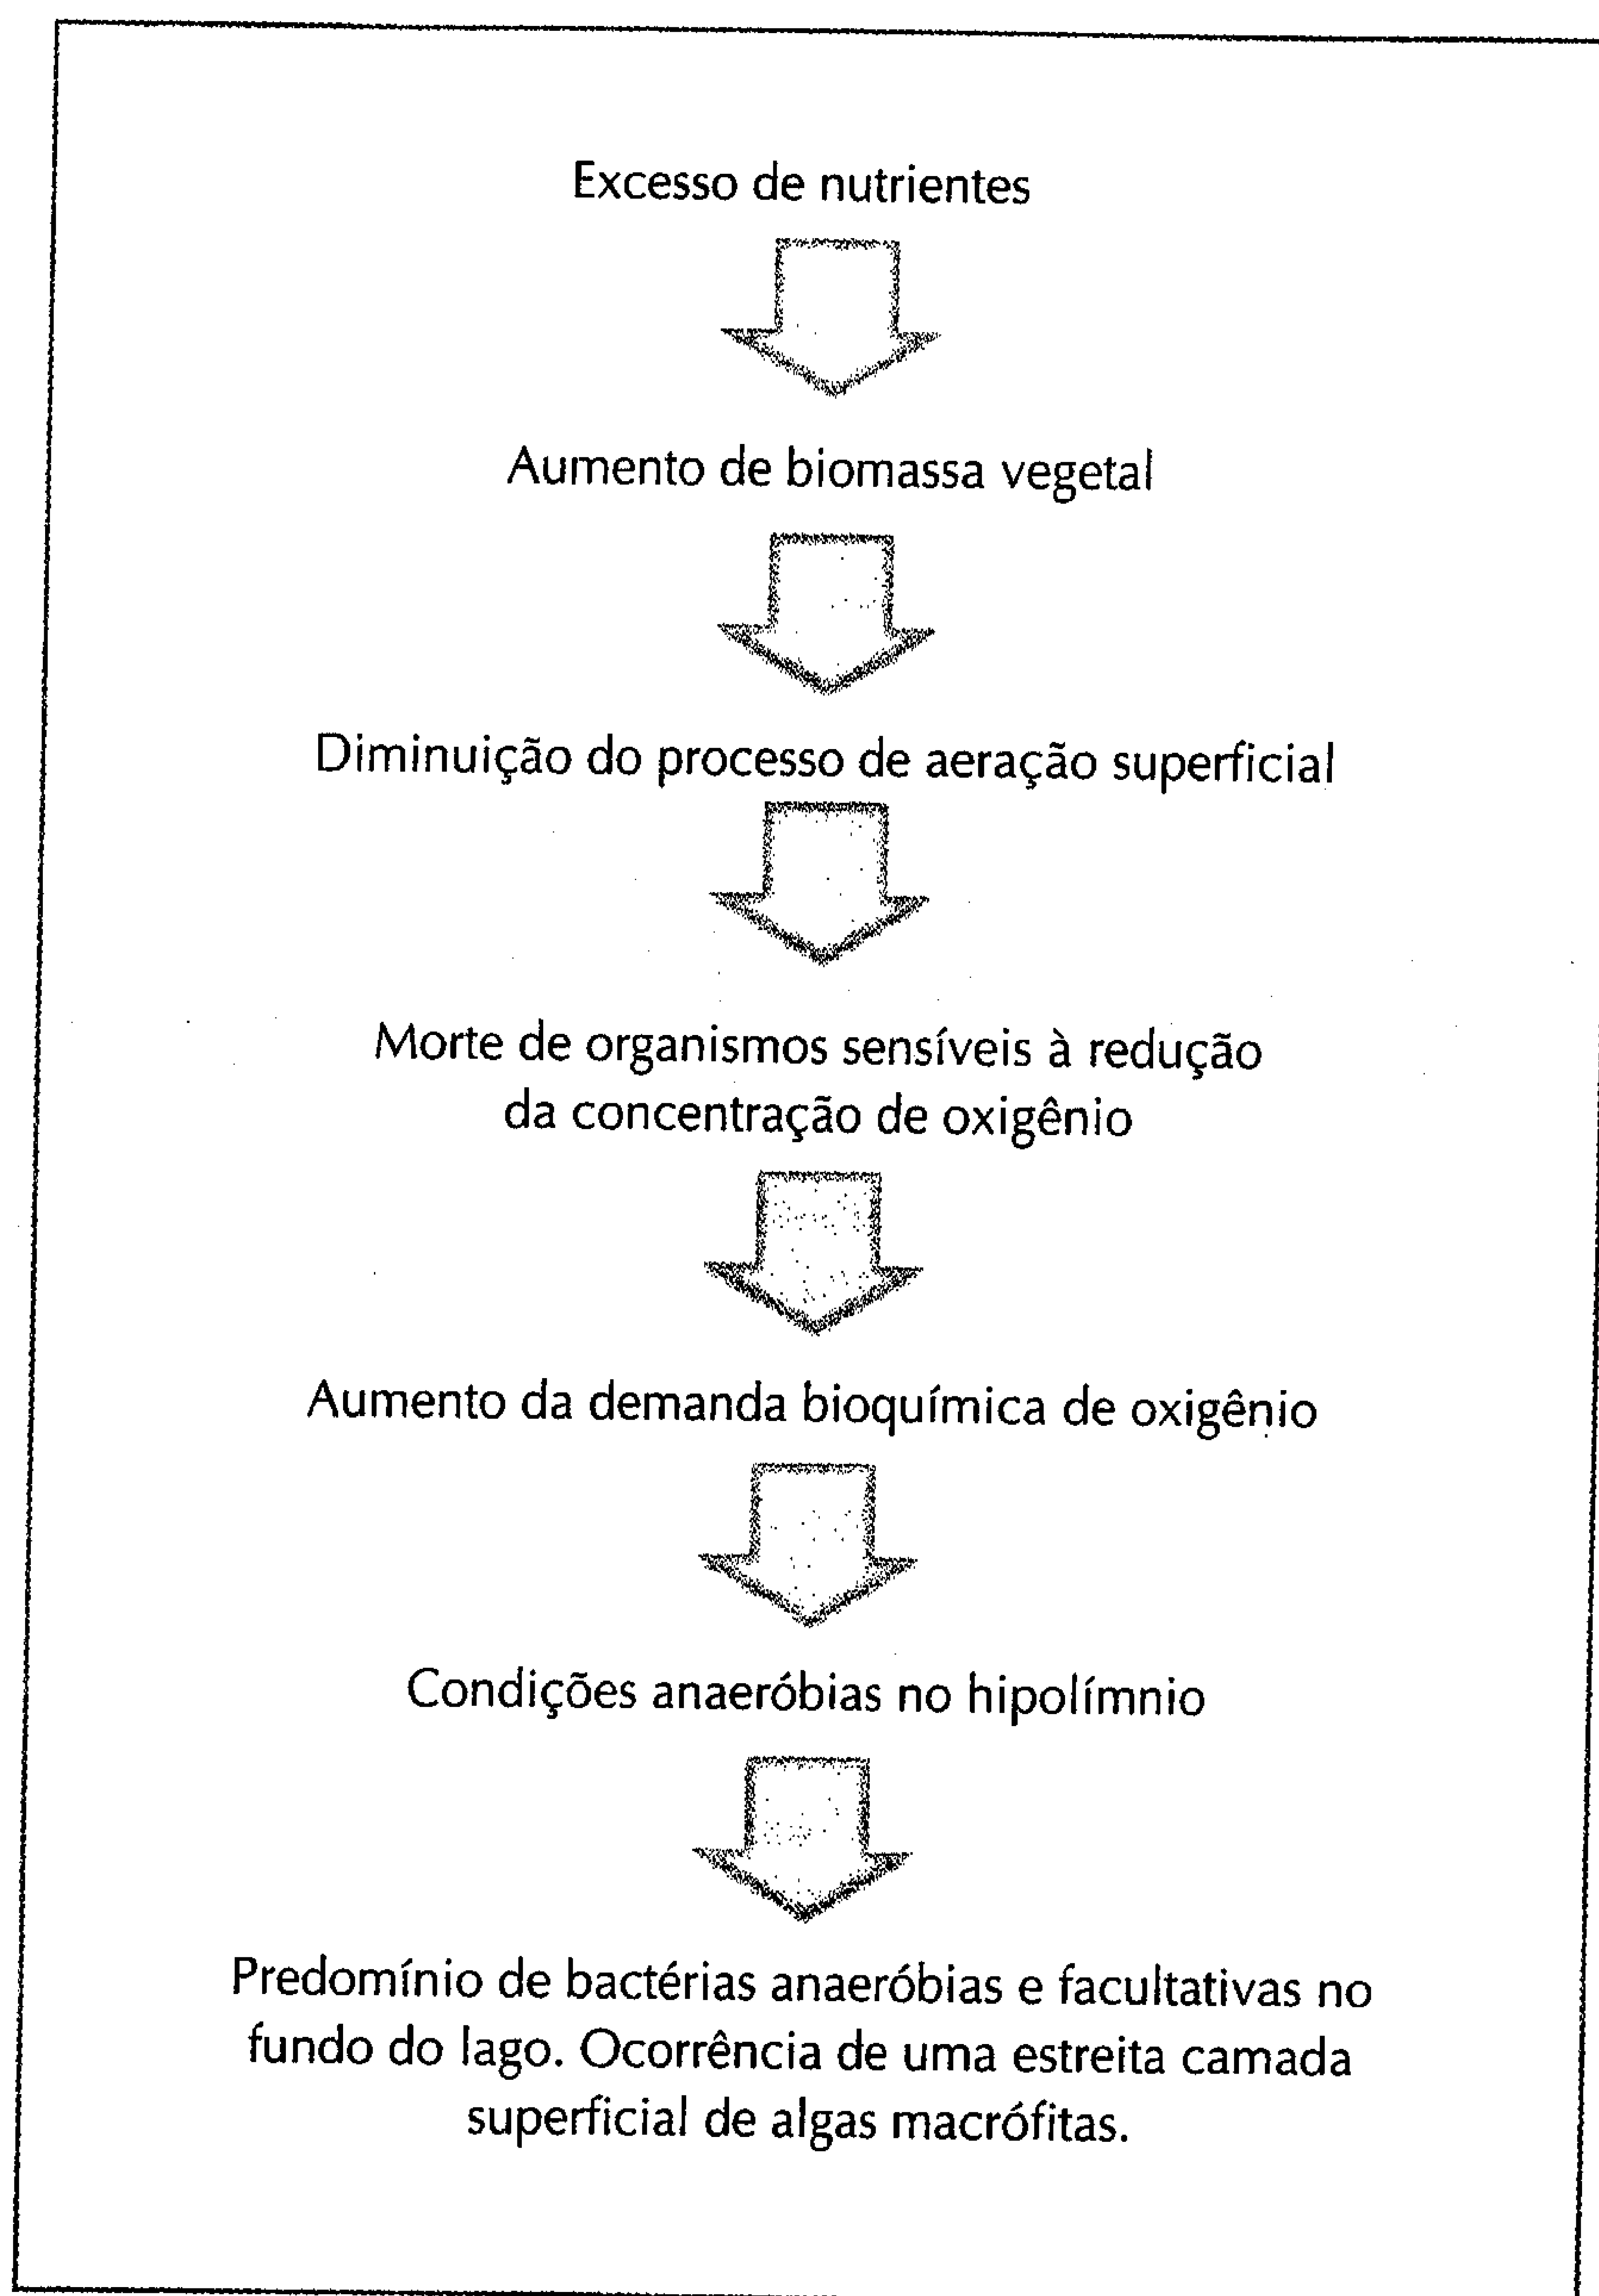 Excesso de nutrientes
Aumento de biomassa vegetal
Diminuição do processo de aeração superficial
Morte de organismos sensíveis à redução
da concentração de oxigênio
Aumento da demanda bioquímica de oxigênio
Condições anaeróbias no hipolímnio
Predomínio de bactérias anaeróbias e facultativas no
fundo do lago. Ocorrência de uma estreita camada
superficial de algas macrófitas.